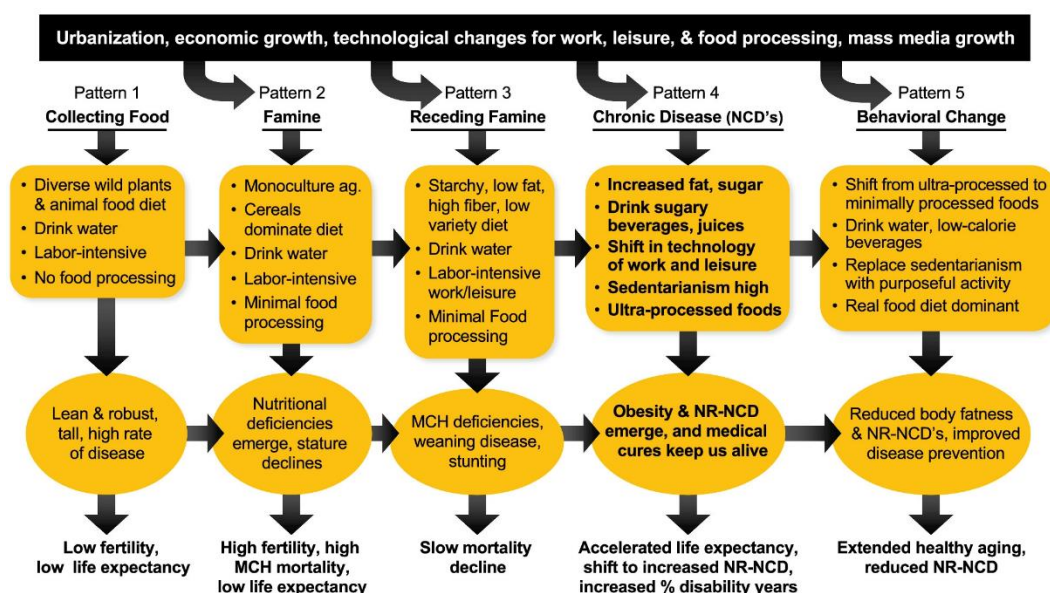 Urbanization, economic growth, technological changes for work, leisure, & food processing, mass media growth
Pattern 1
Collecting Food
• Diverse wild plants
& animal food diet
• Drink water
• Labor-intensive
• No food processing
Lean & robust,
tall, high rate
of disease
Low fertility,
low life expectancy
Pattern 2
Famine
• Monoculture ag.
• Cereals
dominate diet
• Drink water
• Labor-intensive
• Minimal food
processing
Nutritional
deficiencies
emerge, stature
declines
High fertility, high
MCH mortality,
low life expectancy
Pattern 3
Receding Famine
• Starchy, low fat,
high fiber, low
variety diet
• Drink water
• Labor-intensive
work/leisure
• Minimal Food
processing
MCH deficiencies,
weaning disease,
stunting
Slow mortality
decline
Pattern 4
Chronic Disease (NCD's)
• Increased fat, sugar
• Drink sugary
beverages, juices
• Shift in technology
of work and leisure
• Sedentarianism high
• Ultra-processed foods
Obesity & NR-NCD
emerge, and medical
cures keep us alive
Accelerated life expectancy,
shift to increased NR-NCD,
increased % disability years
Pattern 5
Behavioral Change
• Shift from ultra-processed to
minimally processed foods
• Drink water, low-calorie
beverages
• Replace sedentarianism
with purposeful activity
• Real food diet dominant
Reduced body fatness
& NR-NCD's, improved
disease prevention
Extended healthy aging,
reduced NR-NCD